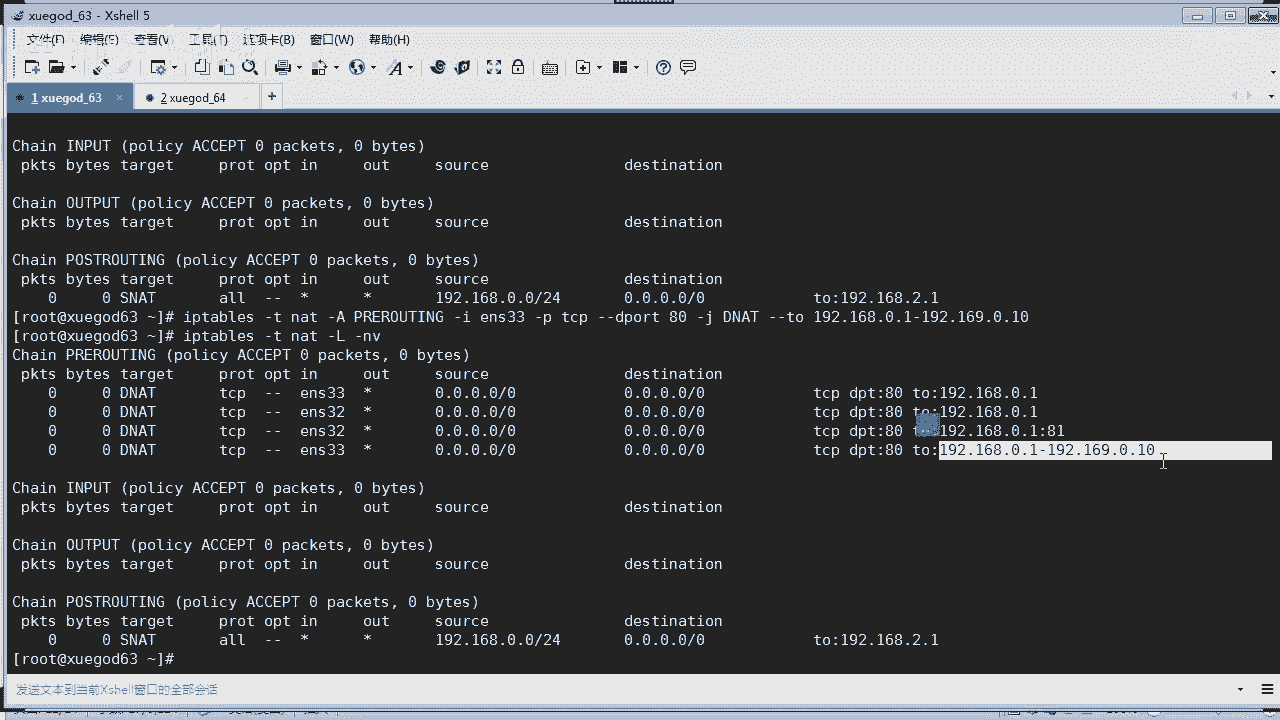 xuegod_63 - Xshell 5
文件(F) 编辑(E) 查看(V) 工具(T) 选项卡(B) 窗口(W) 帮助(H)
1 xuegod_63 × 2 xuegod_64 +
Chain INPUT (policy ACCEPT 0 packets, 0 bytes)
pkts bytes target prot opt in out source destination
Chain OUTPUT (policy ACCEPT 0 packets, 0 bytes)
pkts bytes target prot opt in out source destination
Chain POSTROUTING (policy ACCEPT 0 packets, 0 bytes)
pkts bytes target prot opt in out source destination
0 0 SNAT all -- * * 192.168.0.0/24 0.0.0.0/0 to:192.168.2.1
[root@xuegod63 ~]# iptables -t nat -A PREROUTING -i ens33 -p tcp --dport 80 -j DNAT --to 192.168.0.1-192.169.0.10
[root@xuegod63 ~]# iptables -t nat -L -nv
Chain PREROUTING (policy ACCEPT 0 packets, 0 bytes)
pkts bytes target prot opt in out source destination
0 0 DNAT tcp -- ens33 * 0.0.0.0/0 0.0.0.0/0 tcp dpt:80 to:192.168.0.1
0 0 DNAT tcp -- ens32 * 0.0.0.0/0 0.0.0.0/0 tcp dpt:80 to:192.168.0.1
0 0 DNAT tcp -- ens32 * 0.0.0.0/0 0.0.0.0/0 tcp dpt:80 to:192.168.0.1:81
0 0 DNAT tcp -- ens33 * 0.0.0.0/0 0.0.0.0/0 tcp dpt:80 to:192.168.0.1-192.169.0.10
Chain INPUT (policy ACCEPT 0 packets, 0 bytes)
pkts bytes target prot opt in out source destination
Chain OUTPUT (policy ACCEPT 0 packets, 0 bytes)
pkts bytes target prot opt in out source destination
Chain POSTROUTING (policy ACCEPT 0 packets, 0 bytes)
pkts bytes target prot opt in out source destination
0 0 SNAT all -- * * 192.168.0.0/24 0.0.0.0/0 to:192.168.2.1
[root@xuegod63 ~]#
发送文本到当前Xshell窗口的全部会话